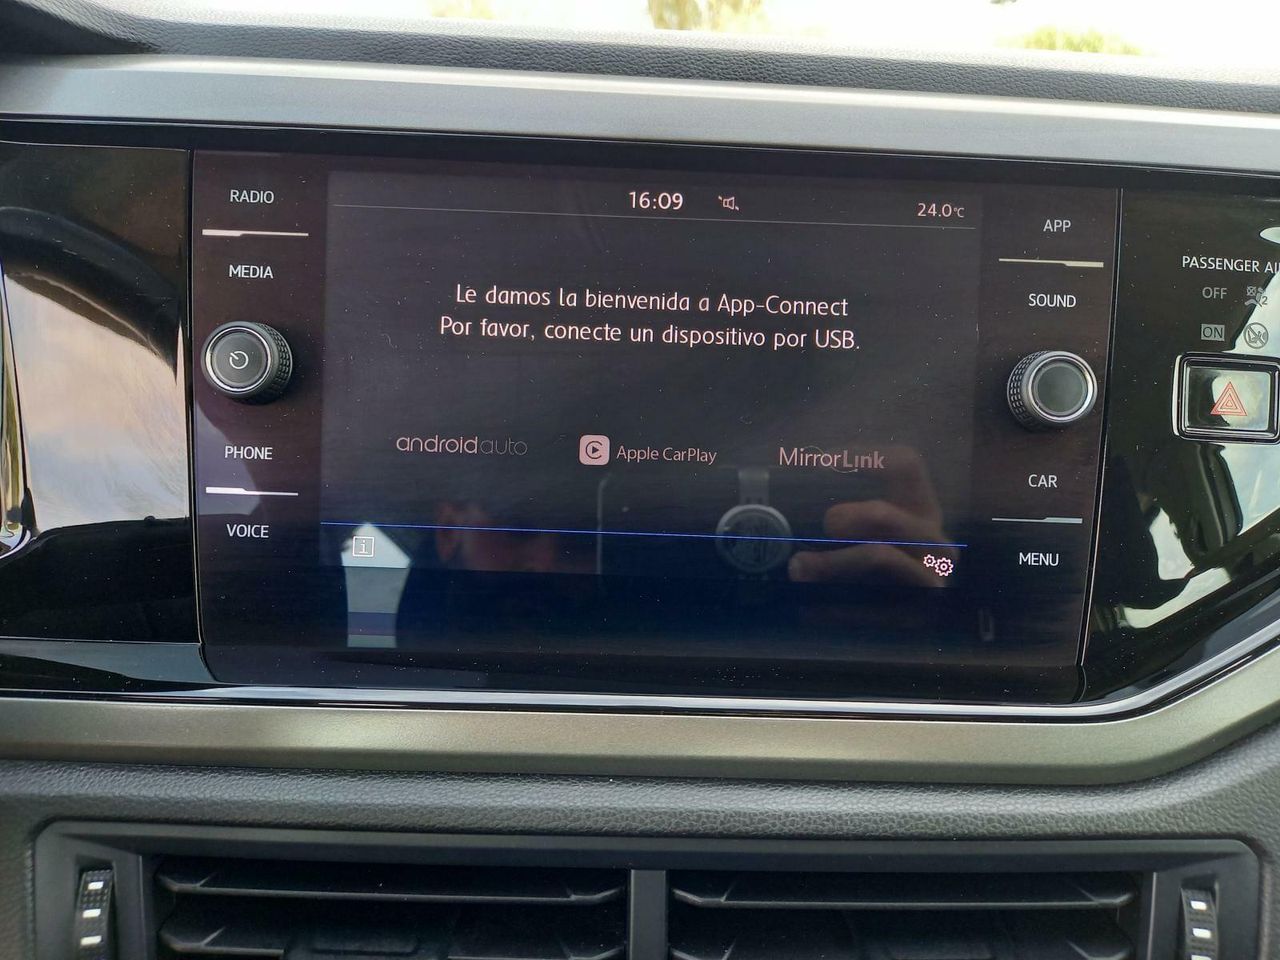 RADIO
MEDIA
PHONE
VOICE
16:09
24.0°C
Le damos la bienvenida a App-Connect
Por favor, conecte un dispositivo por USB.
androidauto
Apple CarPlay
MirrorLink
i
APP
SOUND
CAR
MENU
PASSENGER
OFF
ON